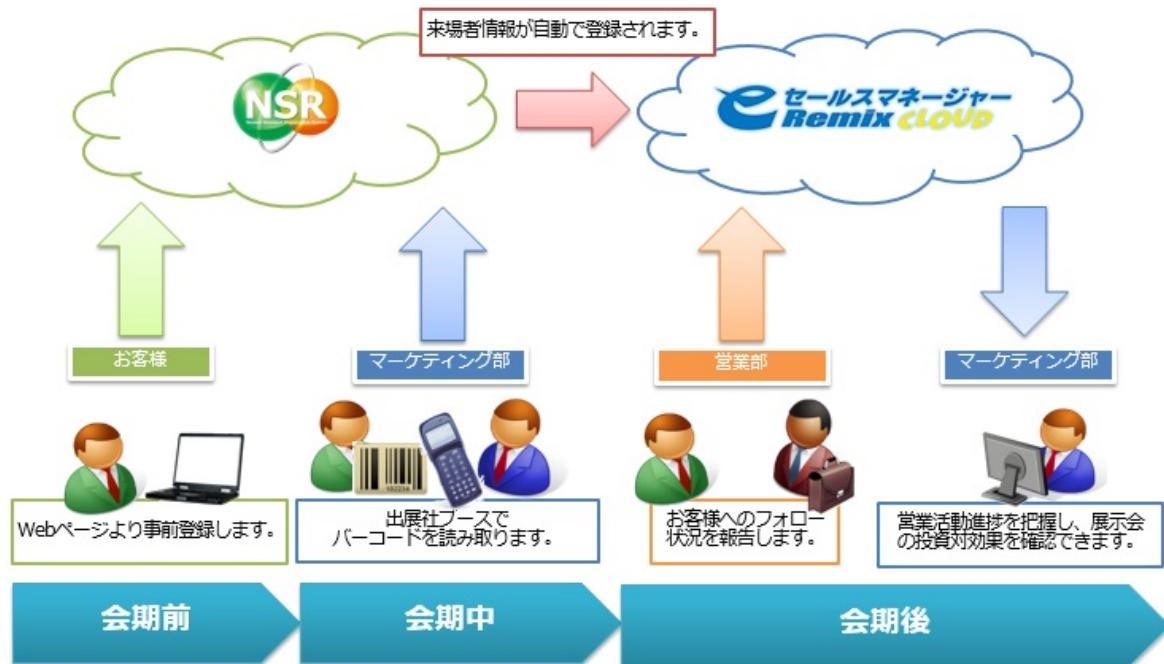 来場者情報が自動で登録されます。
NSR
セールスマネージャー
e Remix CLOUD
お客様
マーケティング部
営業部
マーケティング部
Webページより事前登録します。
出展社ブースで
バーコードを読み取ります。
お客様へのフォロー
状況を報告します。
営業活動進捗を把握し、展示会
の投資対効果を確認できます。
会期前
会期中
会期後